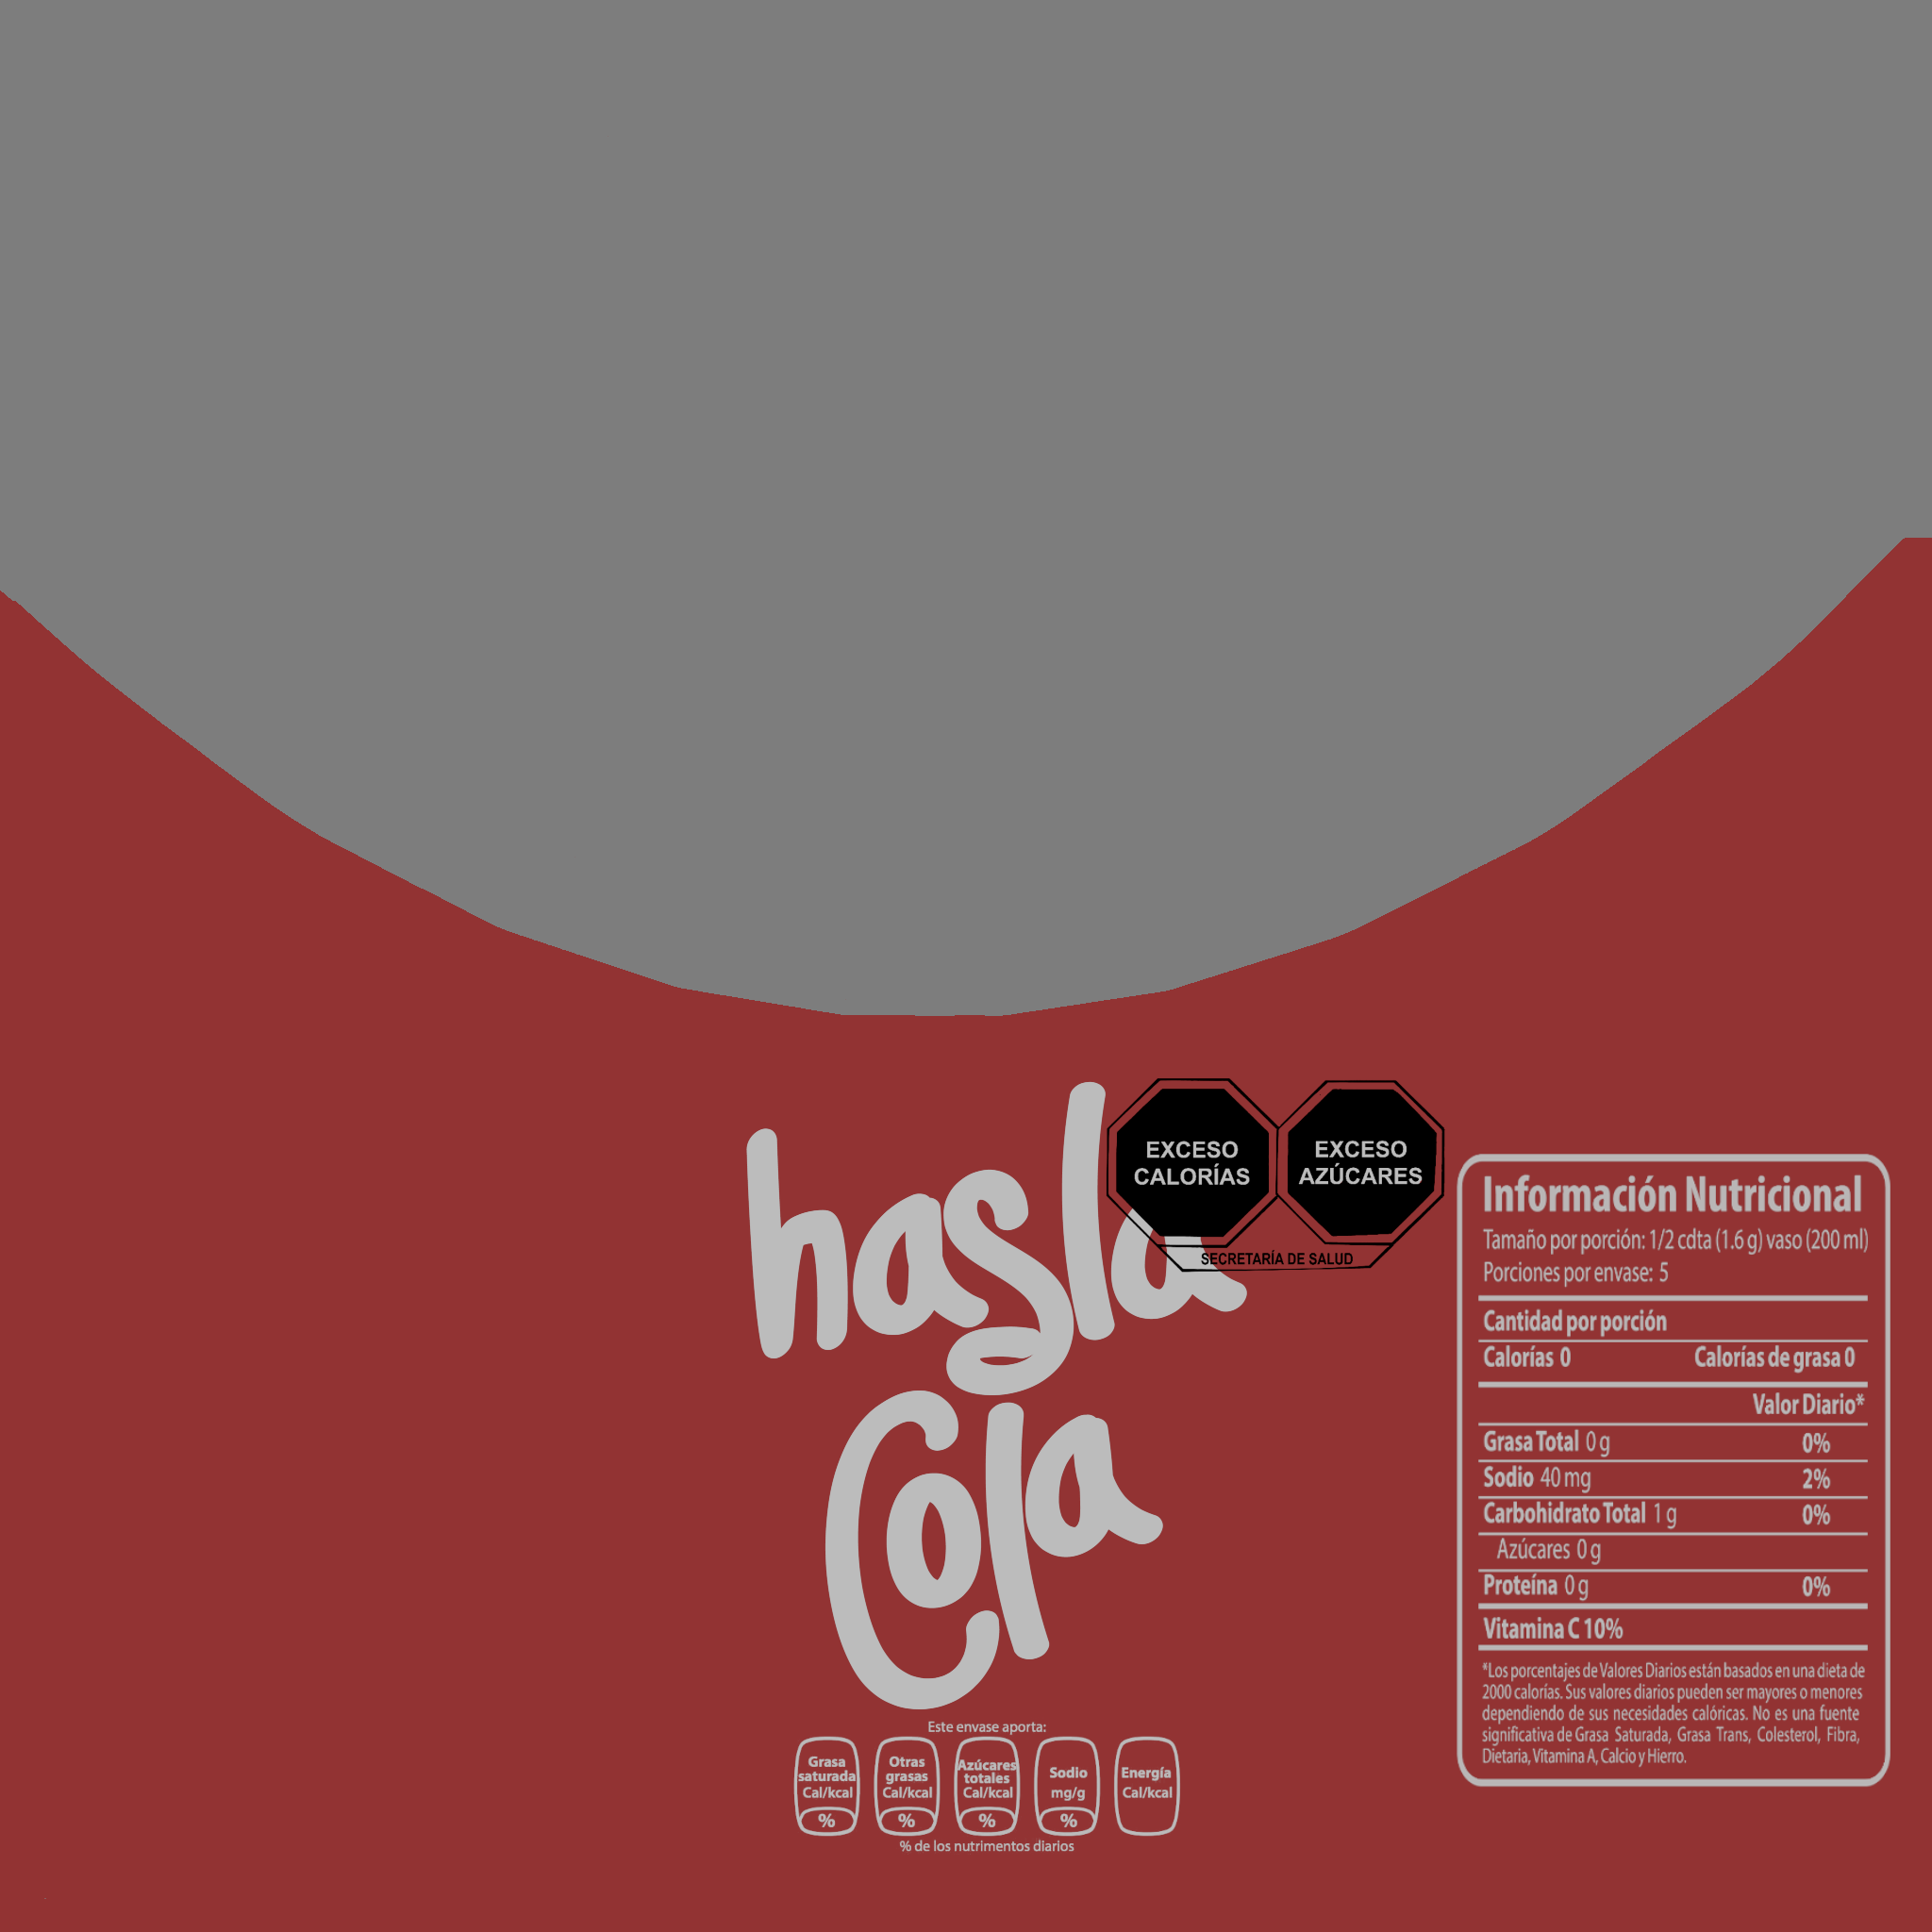 hasla
Cola
EXCESO
CALORÍAS
EXCESO
AZÚCARES
SECRETARÍA DE SALUD
Información Nutricional
Tamaño por porción: 1/2 cdta (1.6 g) vaso (200 ml)
Porciones por envase: 5
Cantidad por porción
Calorías 0 Calorías de grasa 0
Valor Diario*
Grasa Total 0 g 0%
Sodio 40 mg 2%
Carbohidrato Total 1 g 0%
Azúcares 0 g
Proteína 0 g 0%
Vitamina C 10%
*Los porcentajes de Valores Diarios están basados en una dieta de
2000 calorías. Sus valores diarios pueden ser mayores o menores
dependiendo de sus necesidades calóricas. No es una fuente
significativa de Grasa Saturada, Grasa Trans, Colesterol, Fibra,
Dietaria, Vitamina A, Calcio y Hierro.
Este envase aporta:
Grasa
saturada
Cal/kcal
%
Otras
grasas
Cal/kcal
%
Azúcares
totales
Cal/kcal
%
Sodio
mg/g
%
Energía
Cal/kcal
% de los nutrimentos diarios